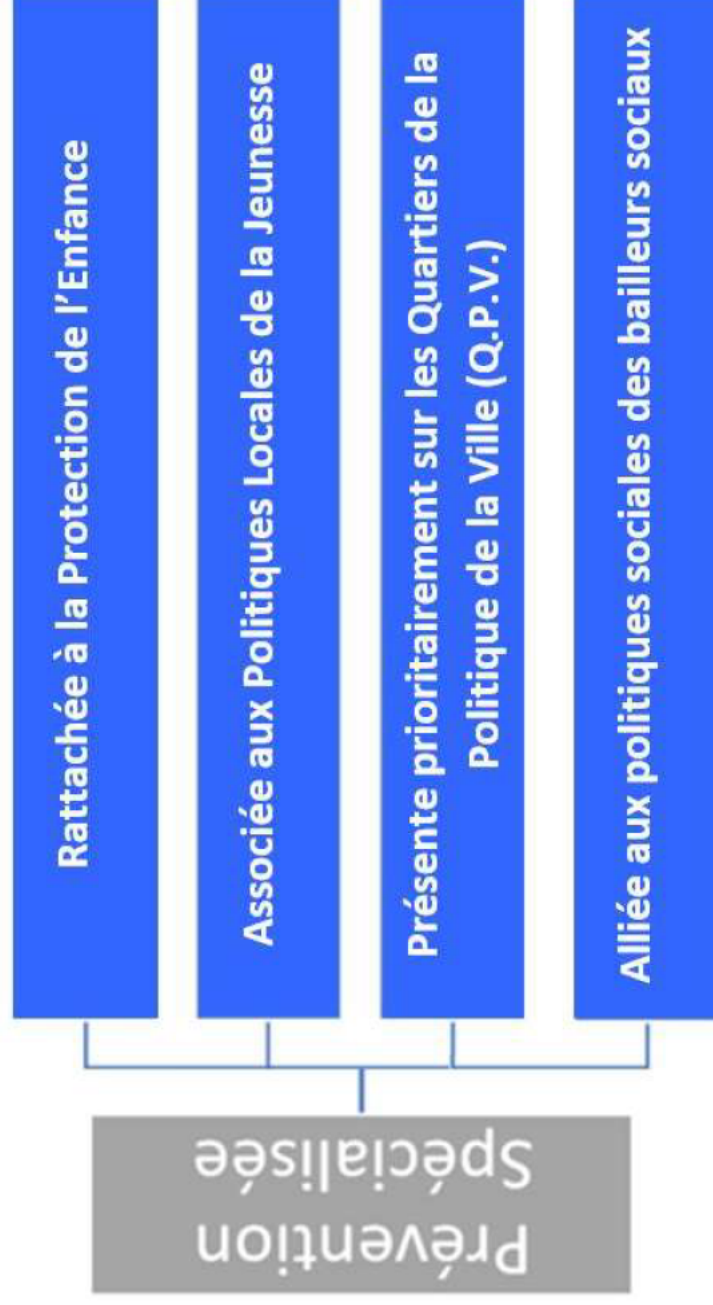 Prévention
Spécialisée
Rattachée à la Protection de l’Enfance
Associée aux Politiques Locales de la Jeunesse
Présente prioritairement sur les Quartiers de la
Politique de la Ville (Q.P.V.)
Alliée aux politiques sociales des bailleurs sociaux